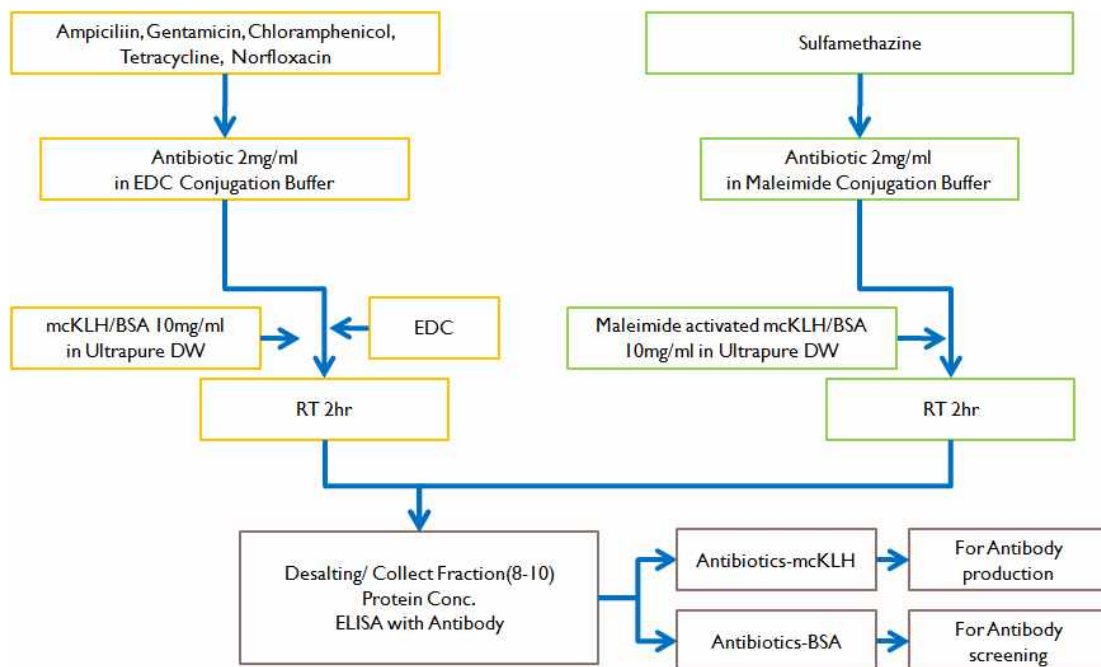 Ampiciliin, Gentamicin, Chloramphenicol,
Tetracycline, Norfloxacin
Sulfamethazine
Antibiotic 2mg/ml
in EDC Conjugation Buffer
Antibiotic 2mg/ml
in Maleimide Conjugation Buffer
mcKLH/BSA 10mg/ml
in Ultrapure DW
EDC
Maleimide activated mcKLH/BSA
10mg/ml in Ultrapure DW
RT 2hr
RT 2hr
Desalting/ Collect Fraction(8-10)
Protein Conc.
ELISA with Antibody
Antibiotics-mcKLH
For Antibody
production
Antibiotics-BSA
For Antibody
screening